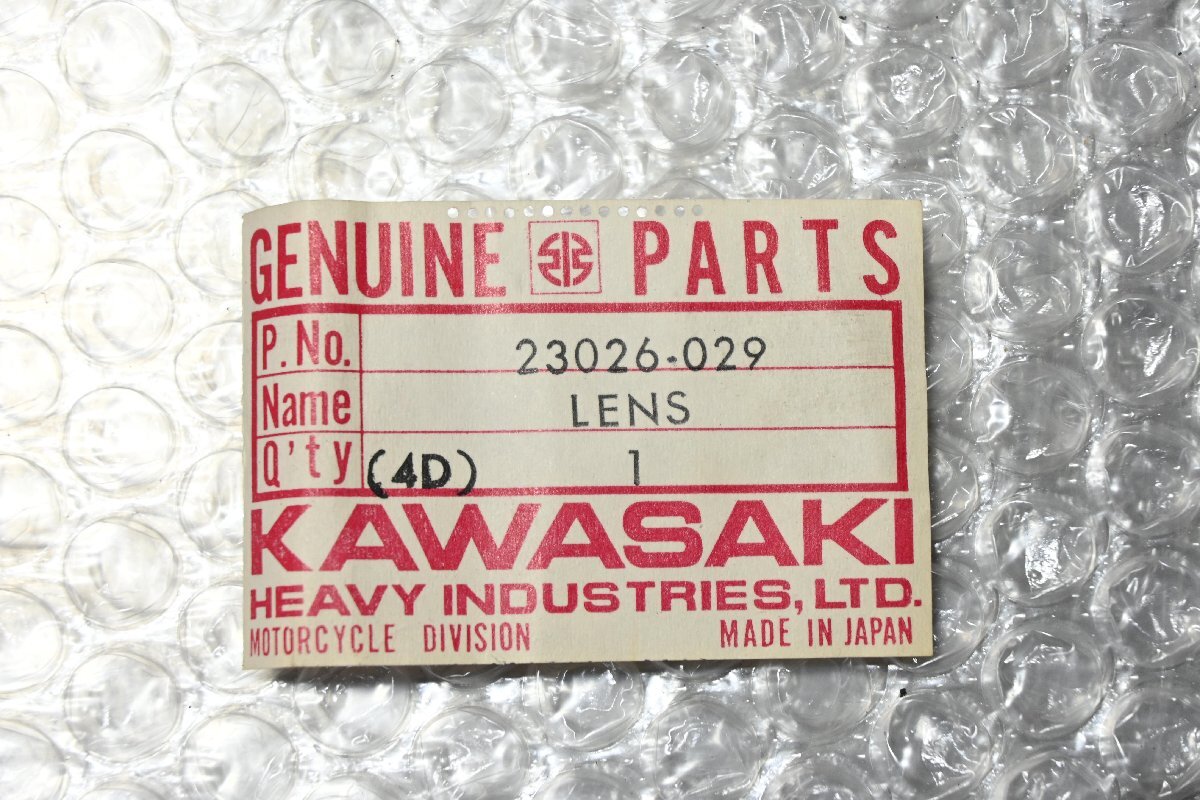 GENUINE PARTS
P.No. 23026-029
Name LENS
Q'ty (4D) 1
KAWASAKI
HEAVY INDUSTRIES, LTD.
MOTORCYCLE DIVISION MADE IN JAPAN